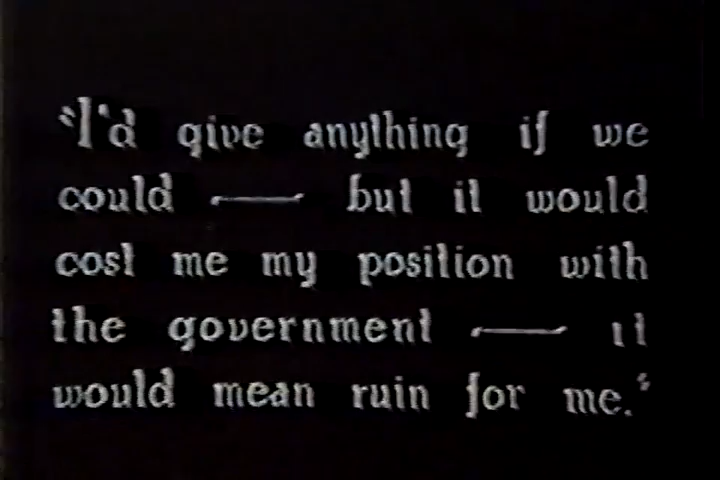 "I'd give anything if we
could — but it would
cost me my position with
the government — it
would mean ruin for me."